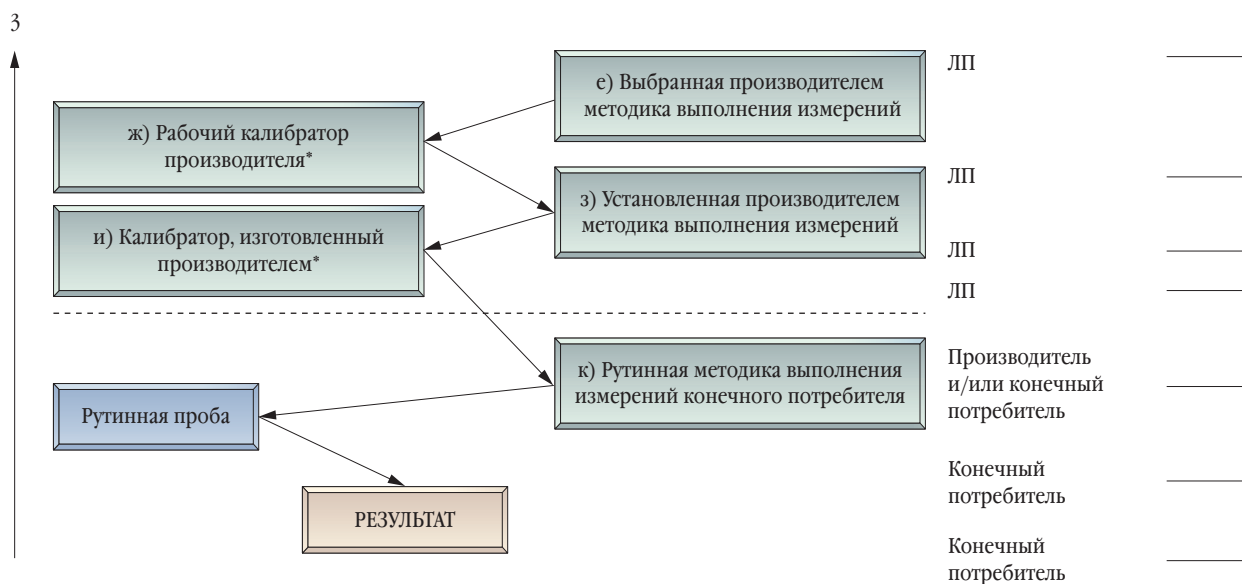 З
е) Выбранная производителем
методика выполнения измерений
ЛП
ж) Рабочий калибратор
производителя*
з) Установленная производителем
методика выполнения измерений
ЛП
и) Калибратор, изготовленный
производителем*
ЛП
ЛП
к) Рутинная методика выполнения
измерений конечного потребителя
Производитель
и/или конечный
потребитель
Рутинная проба
Конечный
потребитель
РЕЗУЛЬТАТ
Конечный
потребитель